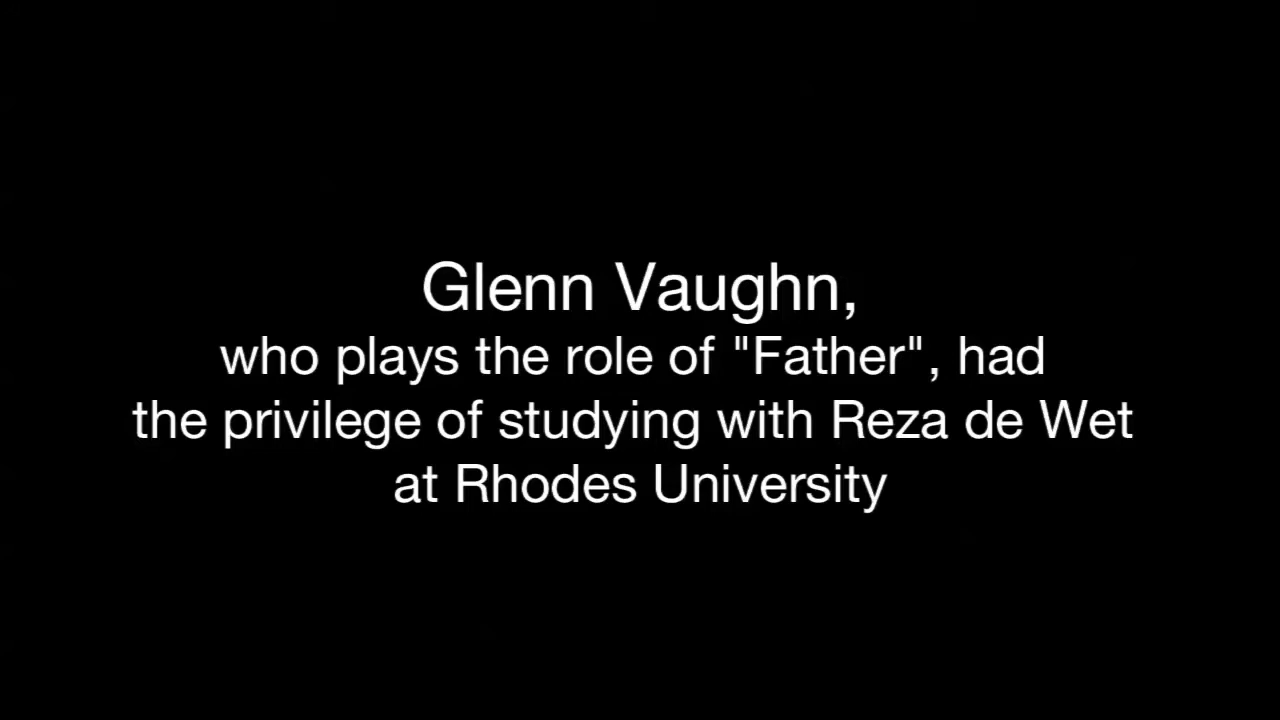 Glenn Vaughn,
who plays the role of "Father", had
the privilege of studying with Reza de Wet
at Rhodes University